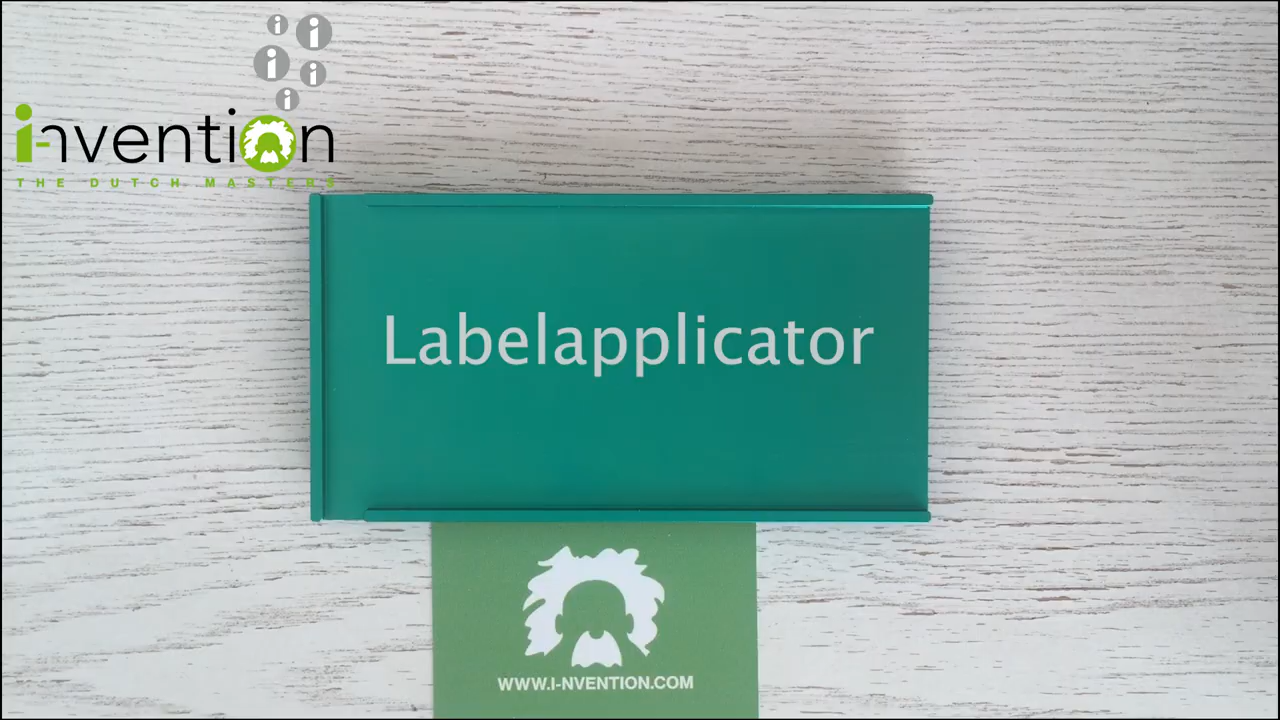 i-nvention
THE DUTCH MASTERS
Labelapplicator
WWW.I-NVENTION.COM